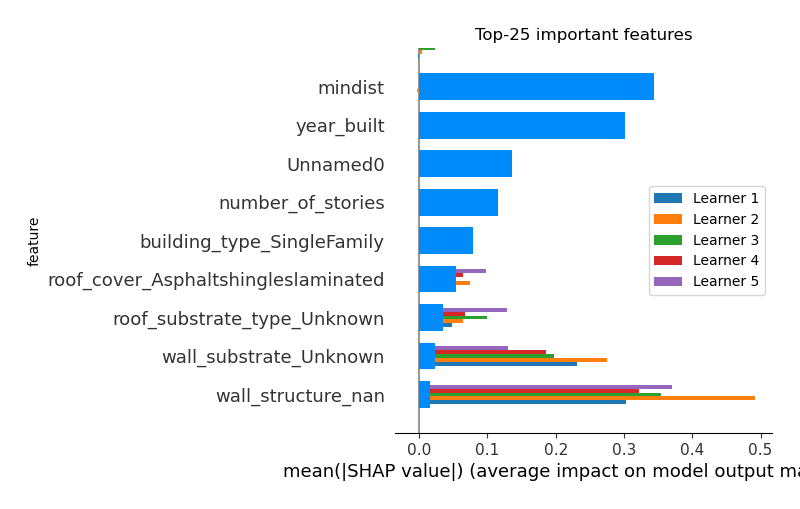 Top-25 important features
mindist
year_built
Unnamed0
number_of_stories
building_type_SingleFamily
roof_cover_Asphaltshingleslaminated
roof_substrate_type_Unknown
wall_substrate_Unknown
wall_structure_nan
feature
Learner 1
Learner 2
Learner 3
Learner 4
Learner 5
0.0 0.1 0.2 0.3 0.4 0.5
mean(|SHAP value|) (average impact on model output ma